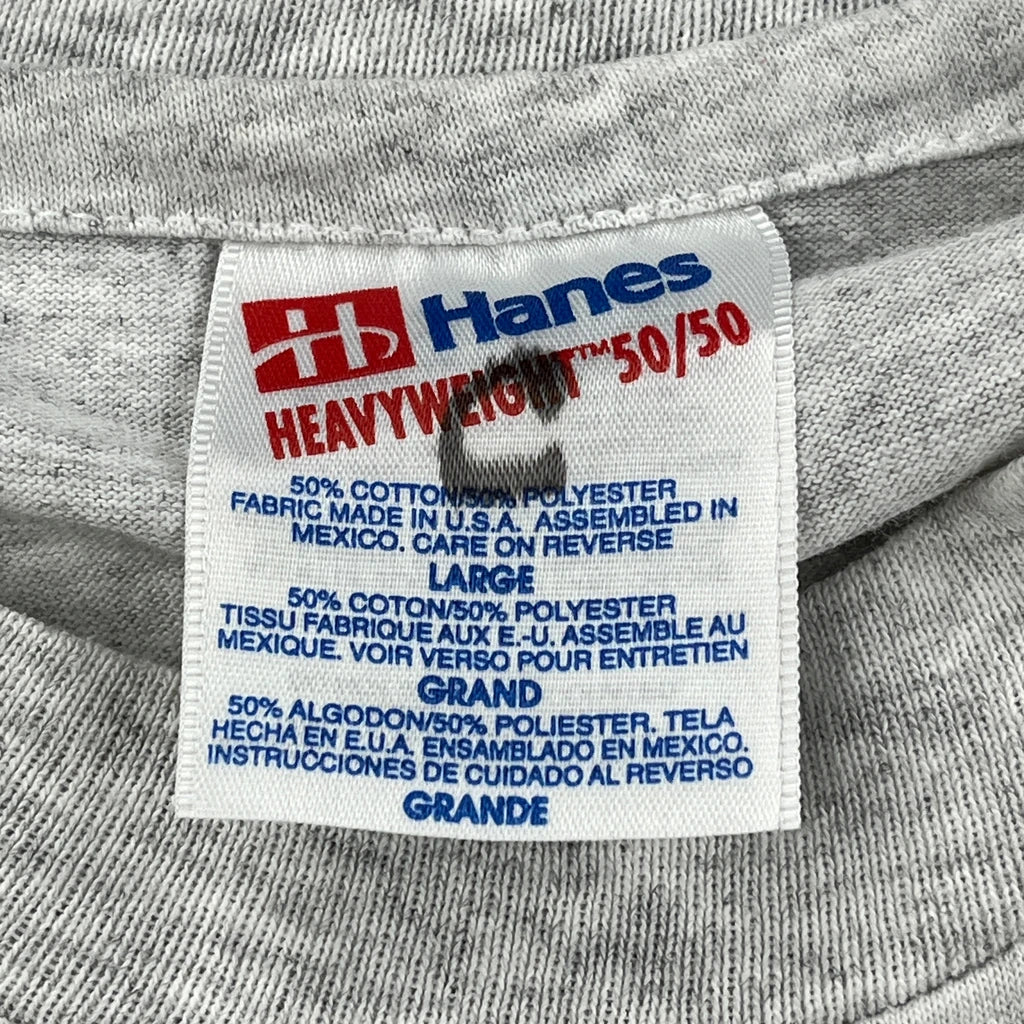 H Hanes
HEAVYWEIGHT™ 50/50
C
50% COTTON/50% POLYESTER
FABRIC MADE IN U.S.A. ASSEMBLED IN
MEXICO. CARE ON REVERSE
LARGE
50% COTON/50% POLYESTER
TISSU FABRIQUE AUX E.-U. ASSEMBLE AU
MEXIQUE. VOIR VERSO POUR ENTRETIEN
GRAND
50% ALGODON/50% POLIESTER. TELA
HECHA EN E.U.A. ENSAMBLADO EN MEXICO.
INSTRUCCIONES DE CUIDADO AL REVERSO
GRANDE